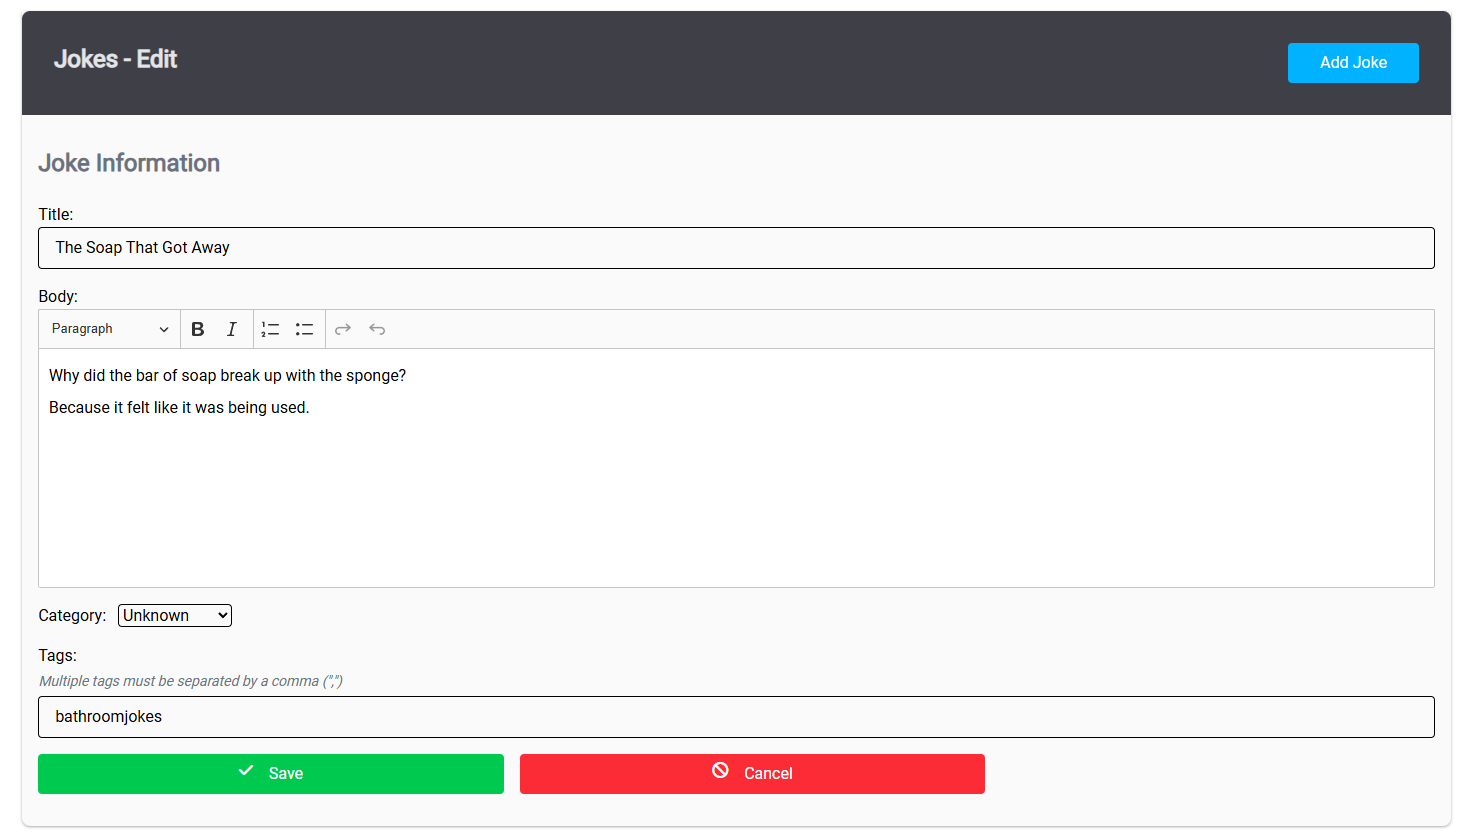 Jokes - Edit
Add Joke
Joke Information
Title:
The Soap That Got Away
Body:
Paragraph
Why did the bar of soap break up with the sponge?
Because it felt like it was being used.
Category: Unknown
Tags:
Multiple tags must be separated by a comma (",")
bathroomjokes
Save Cancel